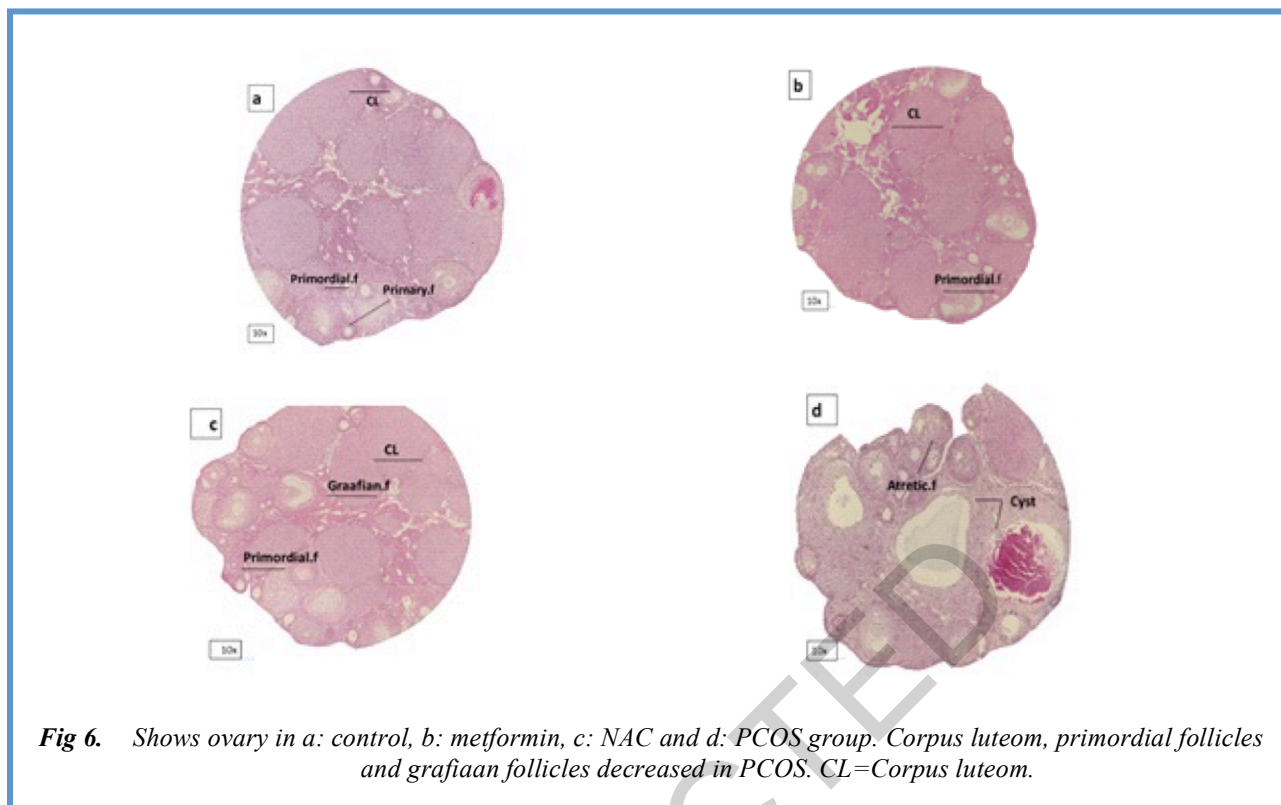 a
CL
Primordial.f
Primary.f
10x
b
CL
Primordial.f
10x
c
CL
Graafian.f
Primordial.f
10x
d
Atretic.f
Cyst
10x
CTED
Fig 6. Shows ovary in a: control, b: metformin, c: NAC and d: PCOS group. Corpus luteom, primordial follicles
and grafiaan follicles decreased in PCOS. CL=Corpus luteom.